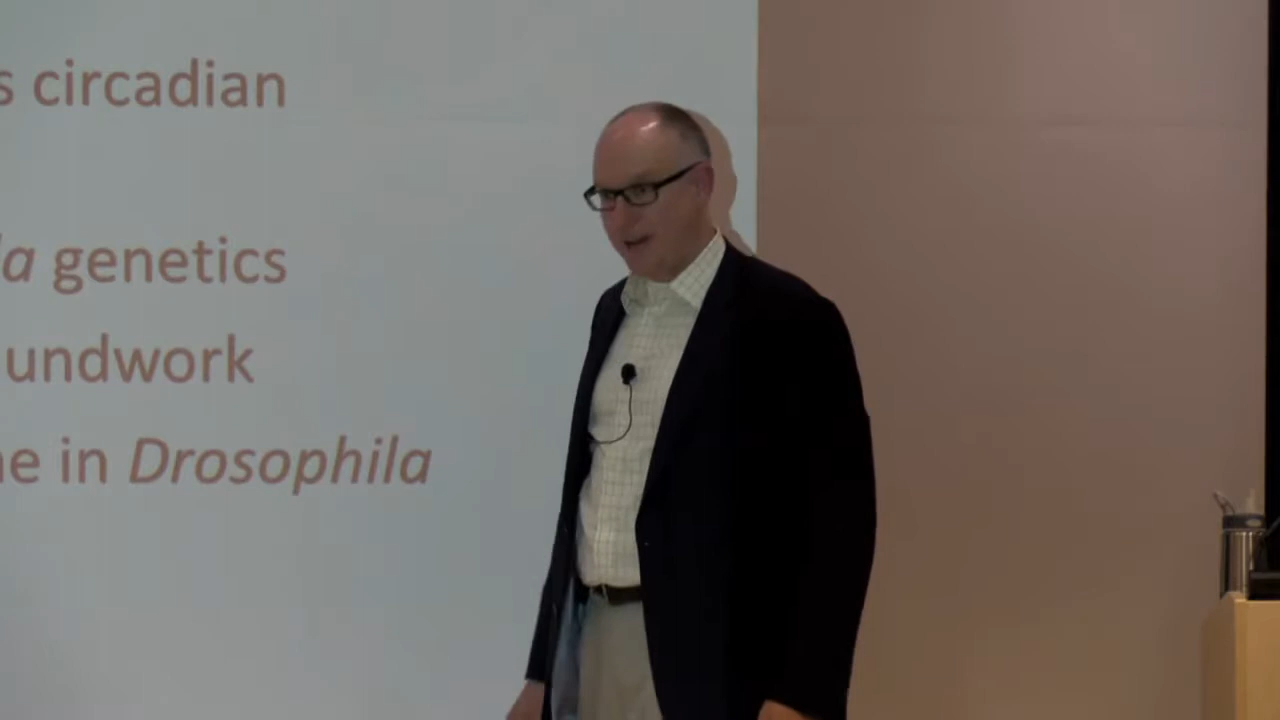 s circadian
la genetics
undwork
ne in Drosophila